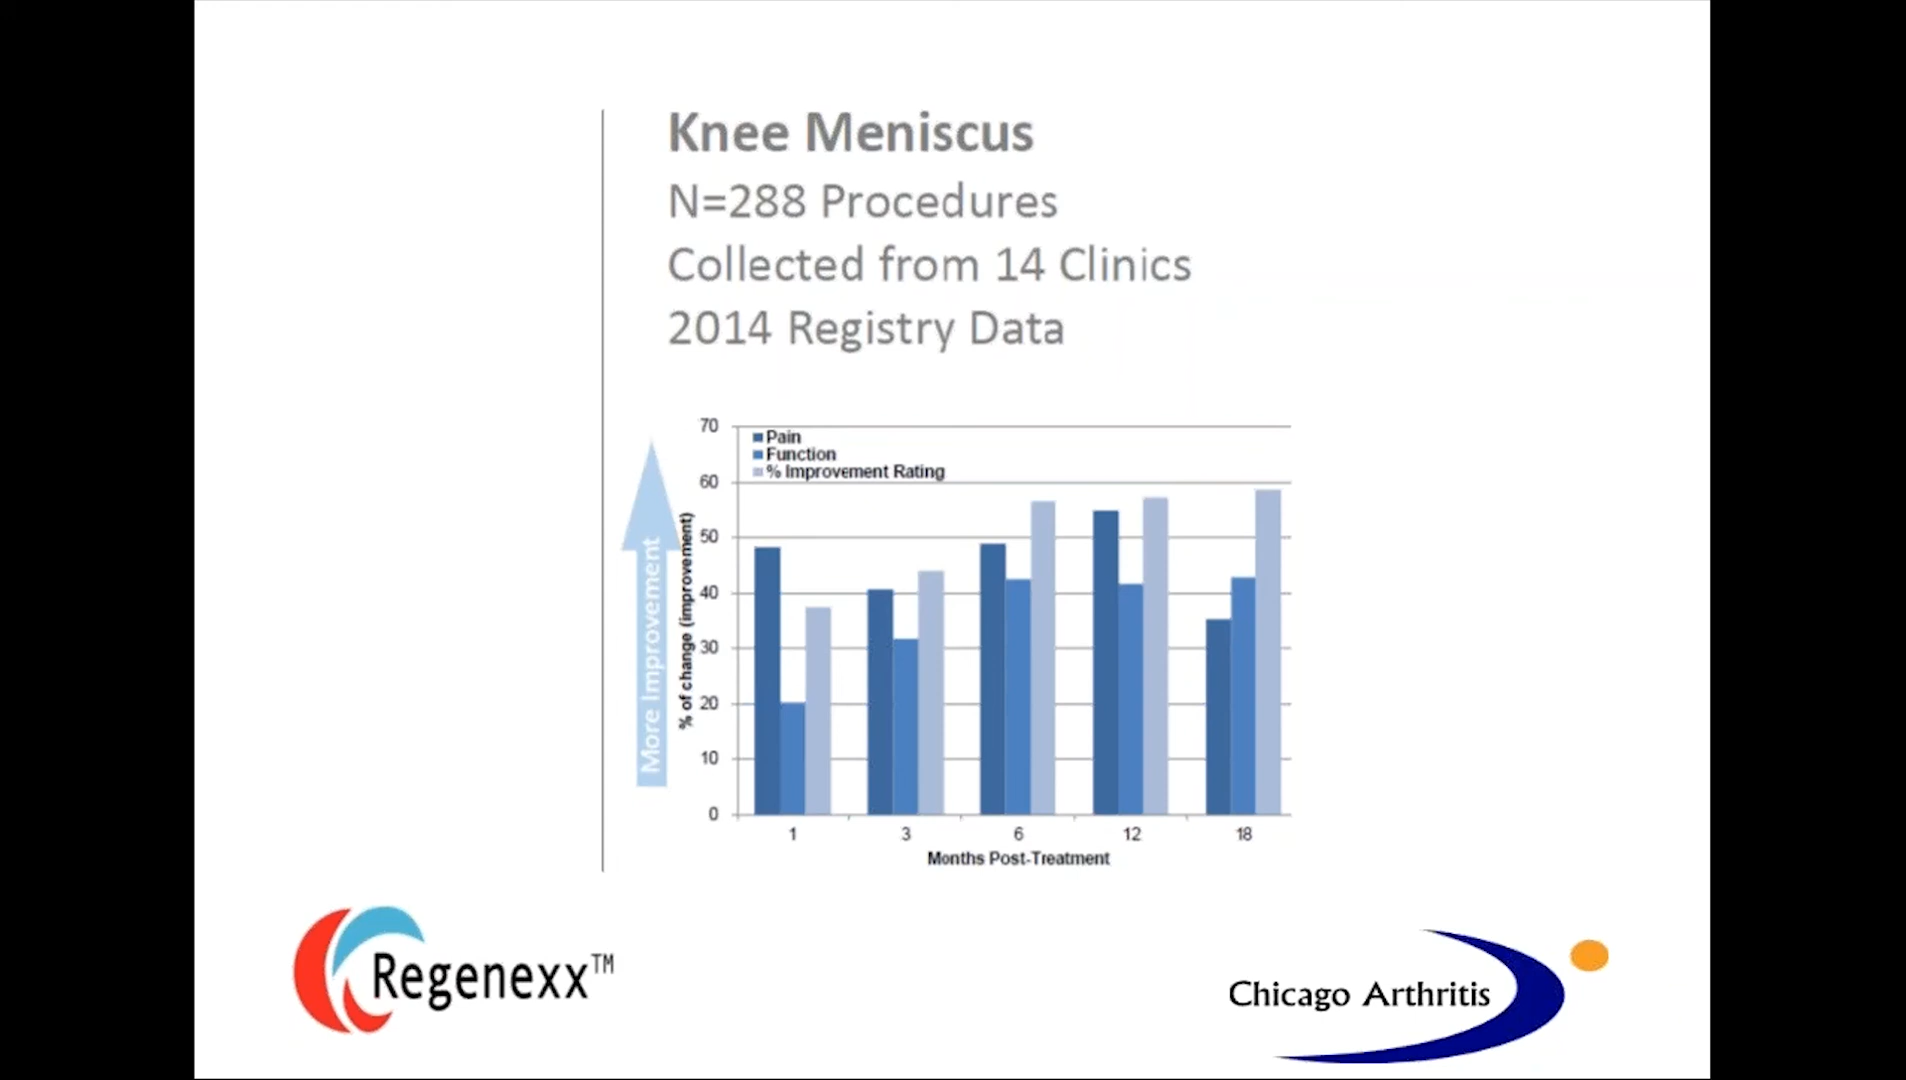 Knee Meniscus
N=288 Procedures
Collected from 14 Clinics
2014 Registry Data
More Improvement
% of change (improvement)
70
60
50
40
30
20
10
0
Pain
Function
% Improvement Rating
1 3 6 12 18
Months Post-Treatment
Regenexx™
Chicago Arthritis